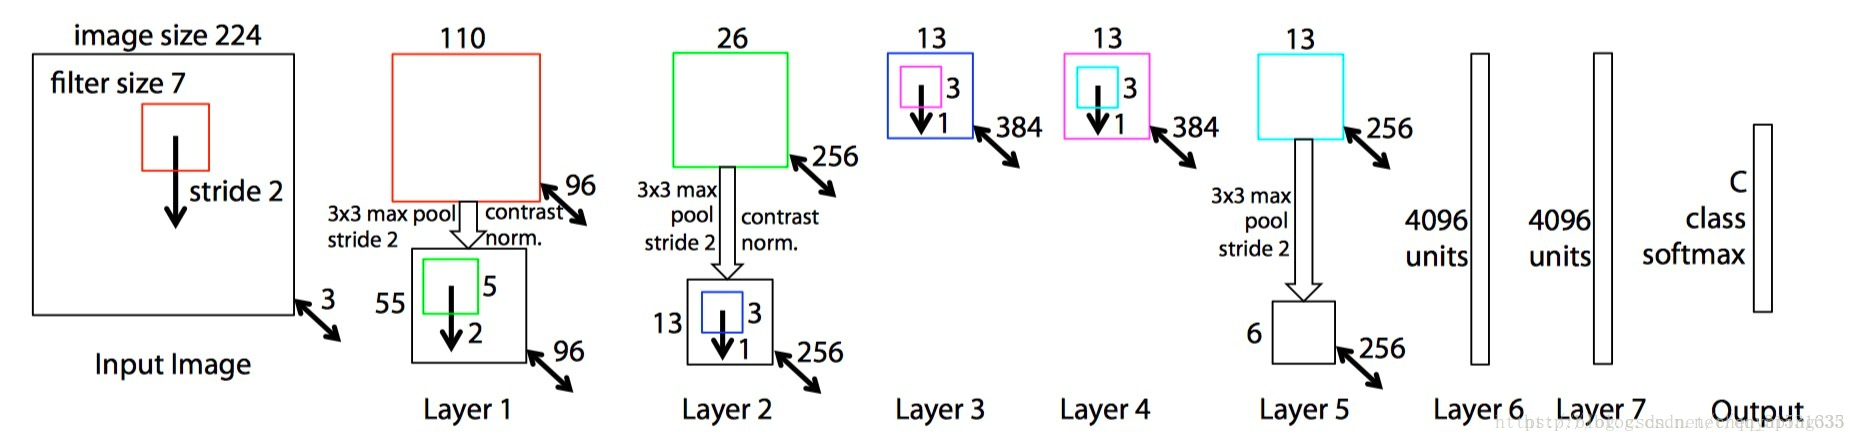 image size 224
filter size 7
stride 2
3
Input Image
110
96
3x3 max pool
stride 2
contrast
norm.
55
5
2
96
Layer 1
26
256
3x3 max
pool
stride 2
contrast
norm.
13
3
1
256
Layer 2
13
3
1
384
Layer 3
13
3
1
384
Layer 4
13
256
3x3 max
pool
stride 2
6
256
Layer 5
4096
units
Layer 6
4096
units
Layer 7
C
class
softmax
Output